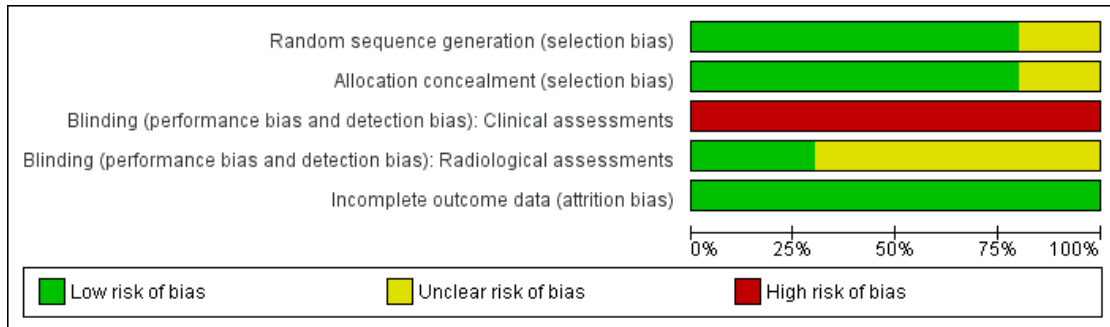 Random sequence generation (selection bias)
Allocation concealment (selection bias)
Blinding (performance bias and detection bias): Clinical assessments
Blinding (performance bias and detection bias): Radiological assessments
Incomplete outcome data (attrition bias)
0% 25% 50% 75% 100%
Low risk of bias Unclear risk of bias High risk of bias